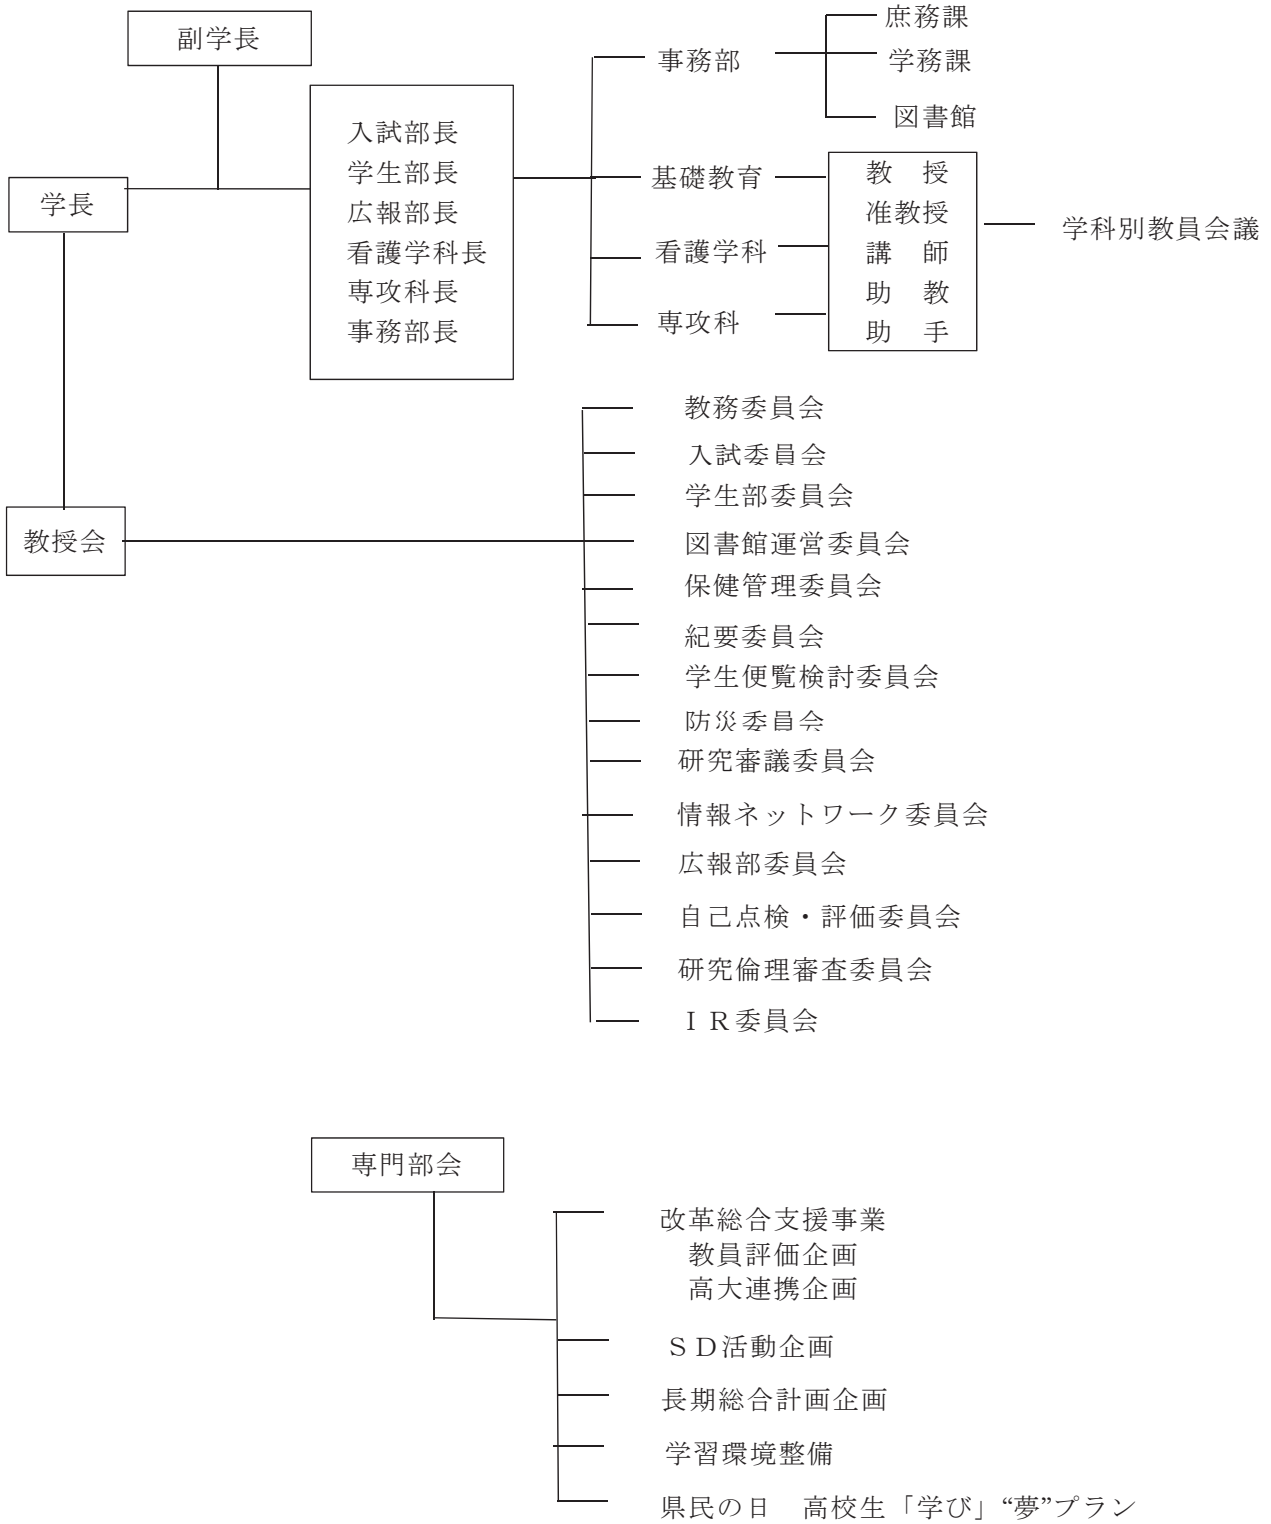 副学長
学長
入試部長
学生部長
広報部長
看護学科長
専攻科長
事務部長
事務部
庶務課
学務課
図書館
基礎教育
看護学科
専攻科
教　授
准教授
講　師
助　教
助　手
学科別教員会議
教授会
教務委員会
入試委員会
学生部委員会
図書館運営委員会
保健管理委員会
紀要委員会
学生便覧検討委員会
防災委員会
研究審議委員会
情報ネットワーク委員会
広報部委員会
自己点検・評価委員会
研究倫理審査委員会
ＩＲ委員会
専門部会
改革総合支援事業
教員評価企画
高大連携企画
ＳＤ活動企画
長期総合計画企画
学習環境整備
県民の日　高校生「学び」“夢”プラン